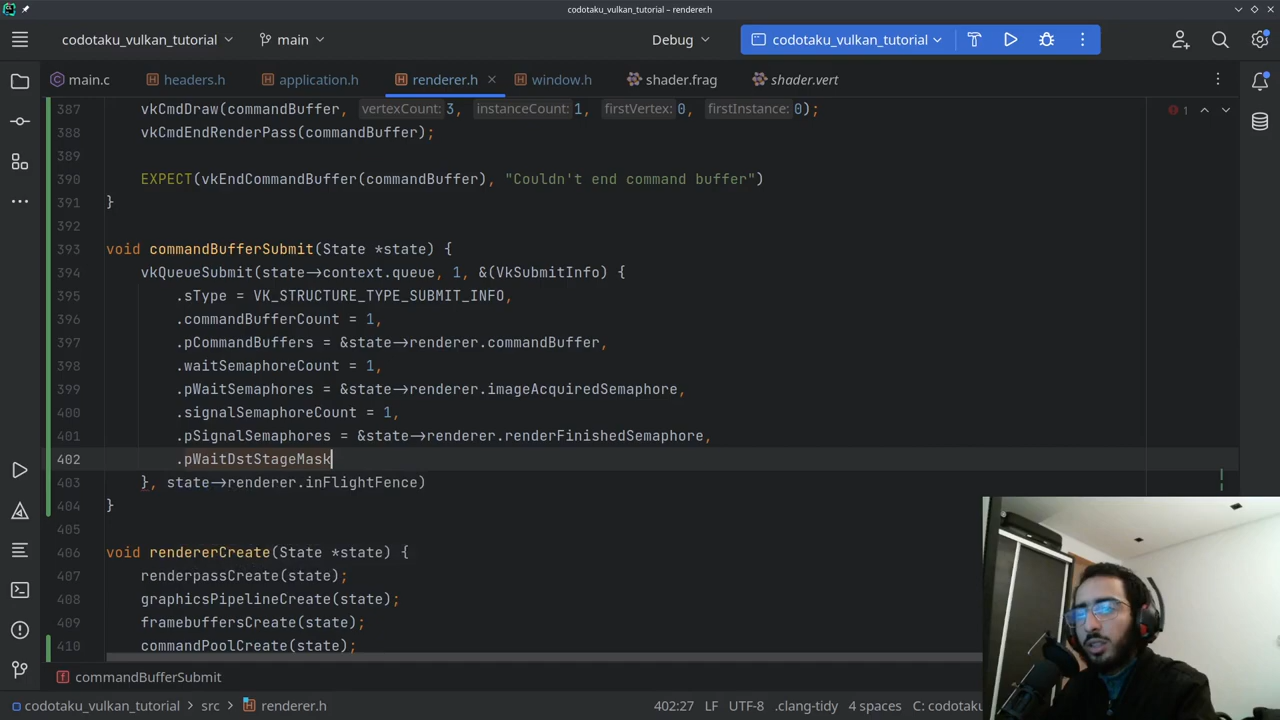 codotaku_vulkan_tutorial – renderer.h
codotaku_vulkan_tutorial
main
Debug
codotaku_vulkan_tutorial
main.c
headers.h
application.h
renderer.h
window.h
shader.frag
shader.vert
387 vkCmdDraw(commandBuffer, vertexCount: 3, instanceCount: 1, firstVertex: 0, firstInstance: 0);
1
388 vkCmdEndRenderPass(commandBuffer);
389
390 EXPECT(vkEndCommandBuffer(commandBuffer), "Couldn't end command buffer")
391 }
392
393 void commandBufferSubmit(State *state) {
394 vkQueueSubmit(state->context.queue, 1, &(VkSubmitInfo) {
395 .sType = VK_STRUCTURE_TYPE_SUBMIT_INFO,
396 .commandBufferCount = 1,
397 .pCommandBuffers = &state->renderer.commandBuffer,
398 .waitSemaphoreCount = 1,
399 .pWaitSemaphores = &state->renderer.imageAcquiredSemaphore,
400 .signalSemaphoreCount = 1,
401 .pSignalSemaphores = &state->renderer.renderFinishedSemaphore,
402 .pWaitDstStageMask
403 }, state->renderer.inFlightFence)
404 }
405
406 void rendererCreate(State *state) {
407 renderpassCreate(state);
408 graphicsPipelineCreate(state);
409 framebuffersCreate(state);
410 commandPoolCreate(state);
commandBufferSubmit
codotaku_vulkan_tutorial > src > renderer.h
402:27 LF UTF-8 .clang-tidy 4 spaces C: codotaku